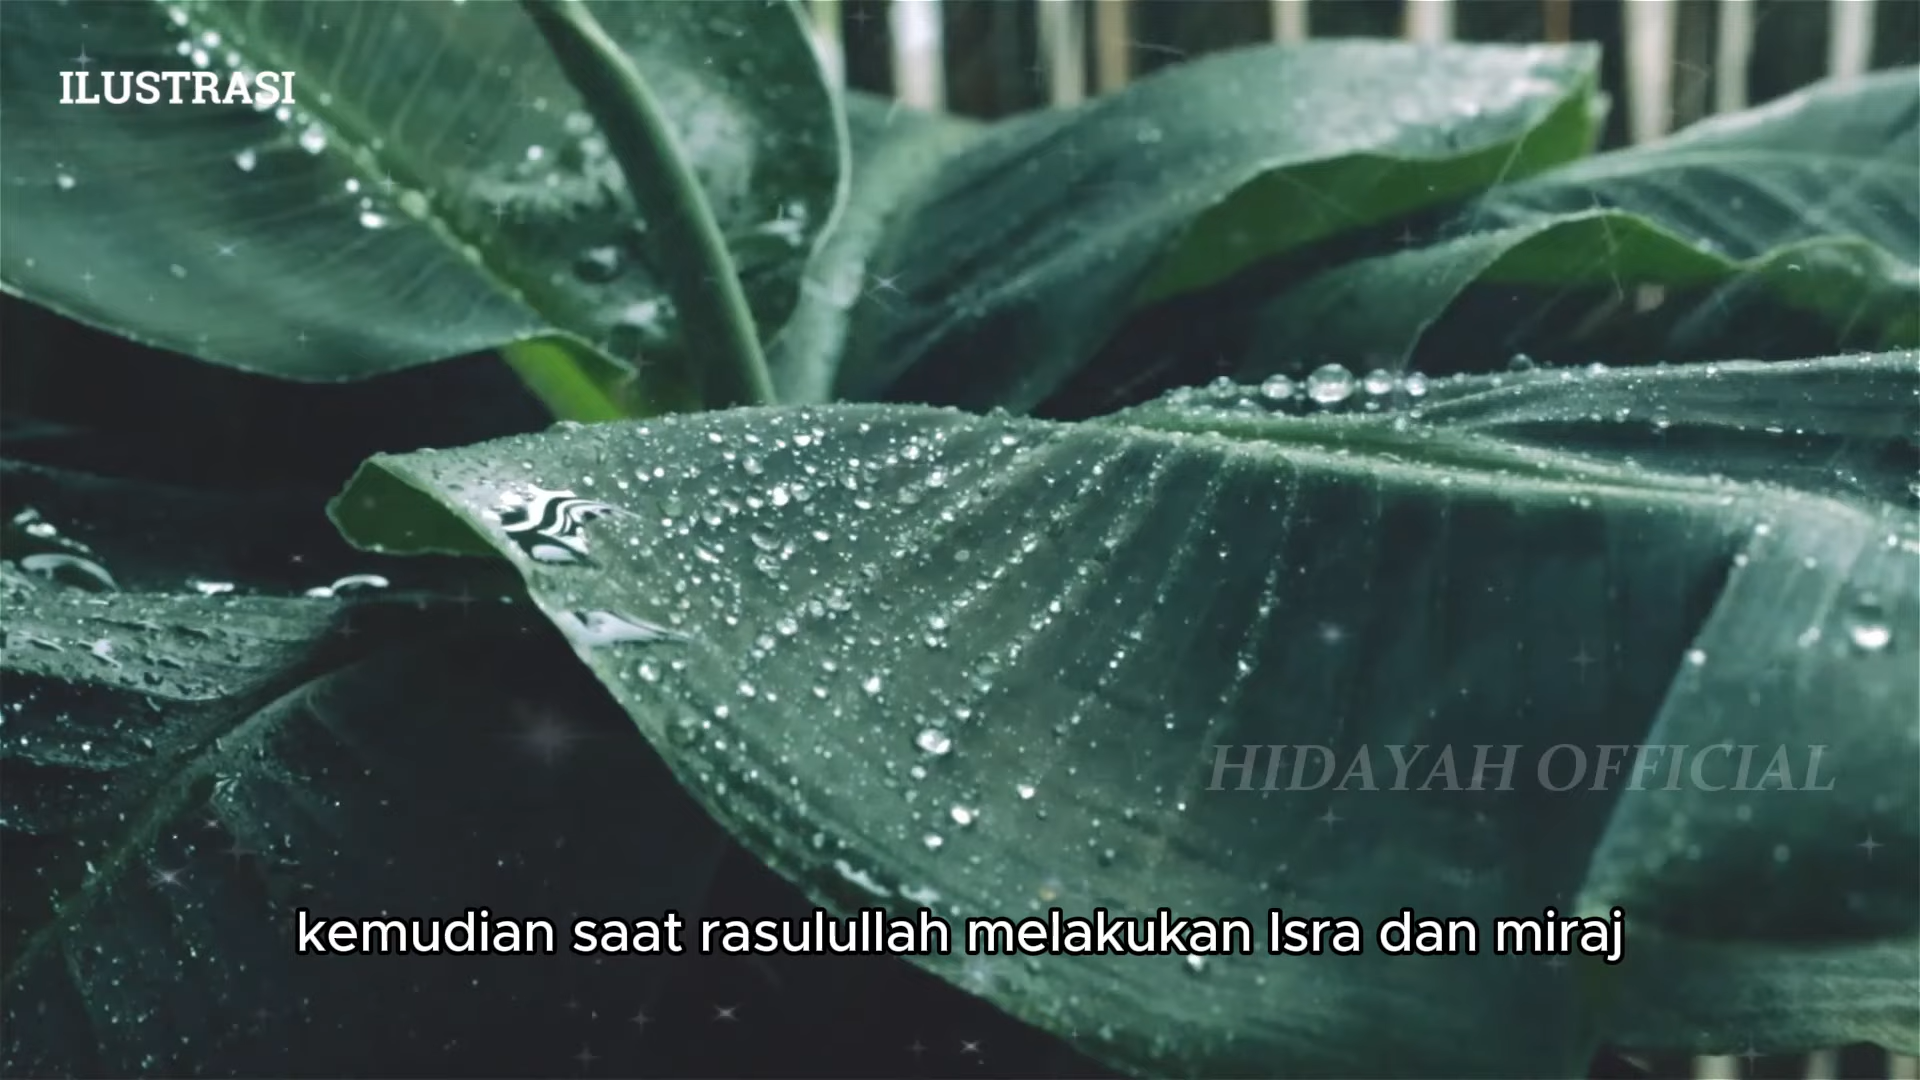 ILUSTRASI
HIDAYAH OFFICIAL
kemudian saat rasulullah melakukan Isra dan miraj